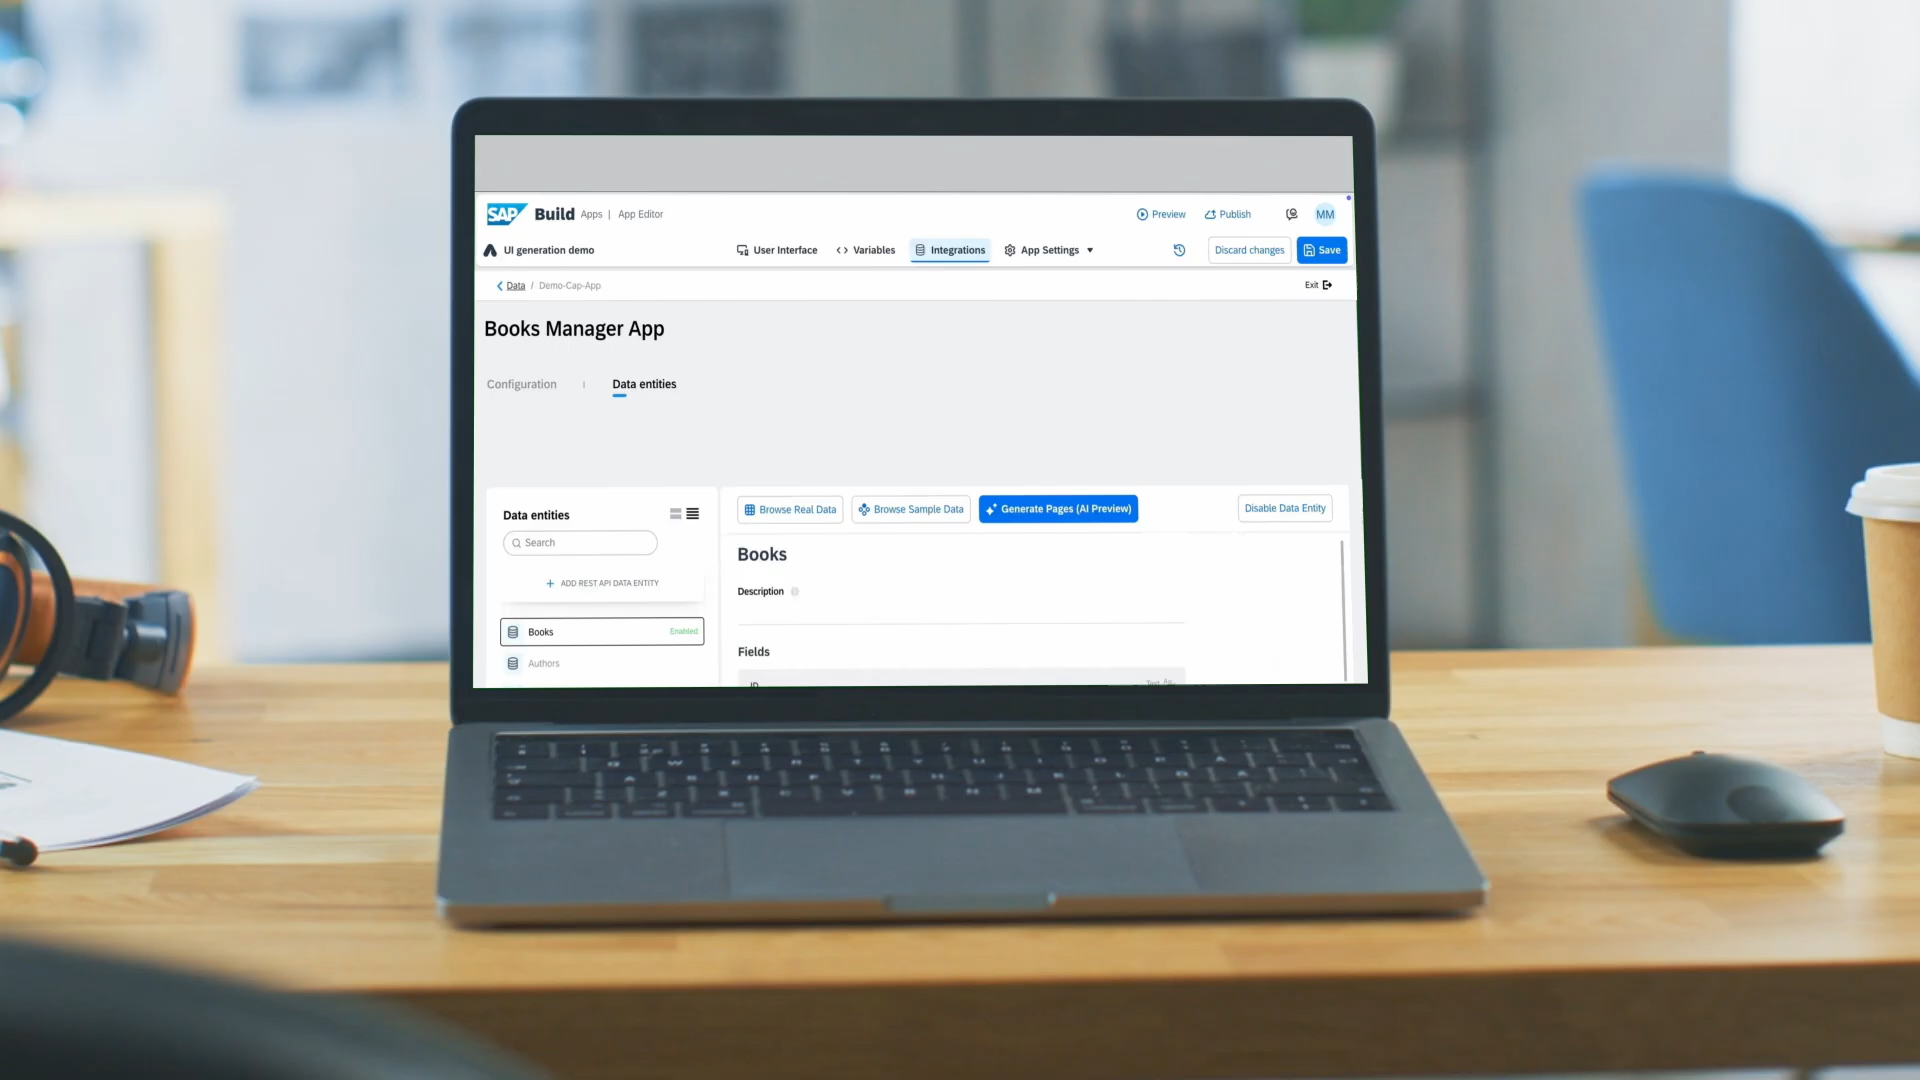 SAP Build Apps | App Editor
Preview
Publish
MM
UI generation demo
User Interface
Variables
Integrations
App Settings
Discard changes
Save
Data / Demo-Cap-App
Exit
Books Manager App
Configuration
Data entities
Data entities
Search
+ ADD REST API DATA ENTITY
Books Enabled
Authors
Browse Real Data
Browse Sample Data
Generate Pages (AI Preview)
Disable Data Entity
Books
Description
Fields
ID